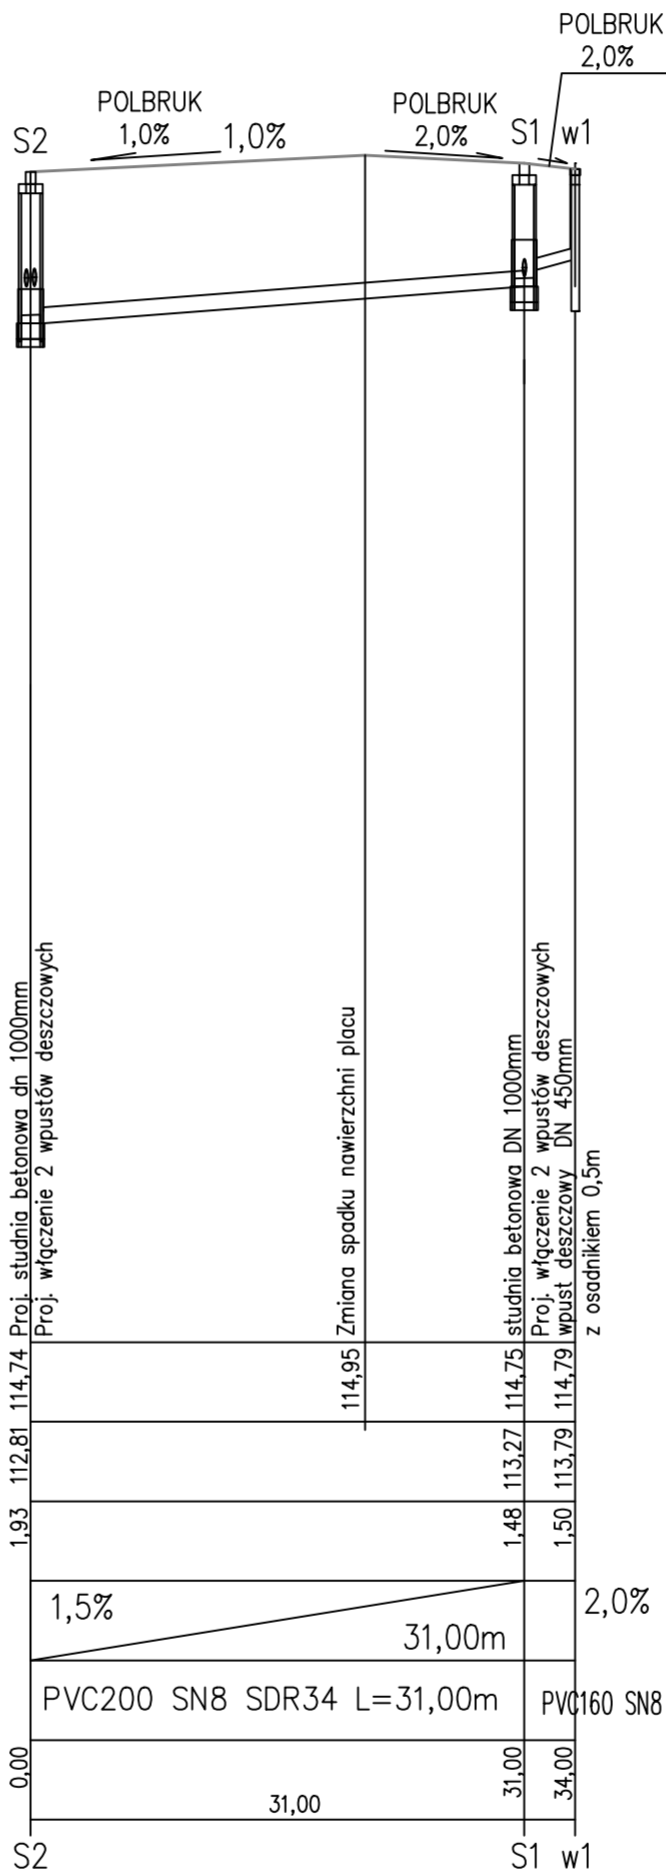 POLBRUK
2,0%
POLBRUK
1,0%
1,0%
POLBRUK
2,0%
S2
S1
w1
Proj. studnia betonowa dn 1000mm
Proj. włączenie 2 wpustów deszczowych
Zmiana spadku nawierzchni placu
studnia betonowa DN 1000mm
Proj. włączenie 2 wpustów deszczowych
wpust deszczowy DN 450mm
z osadnikiem 0,5m
114,74
114,95
114,75
114,79
112,81
113,27
113,79
1,93
1,48
1,50
1,5%
31,00m
2,0%
PVC200 SN8 SDR34 L=31,00m
PVC160 SN8
0,00
31,00
34,00
31,00
S2
S1
w1